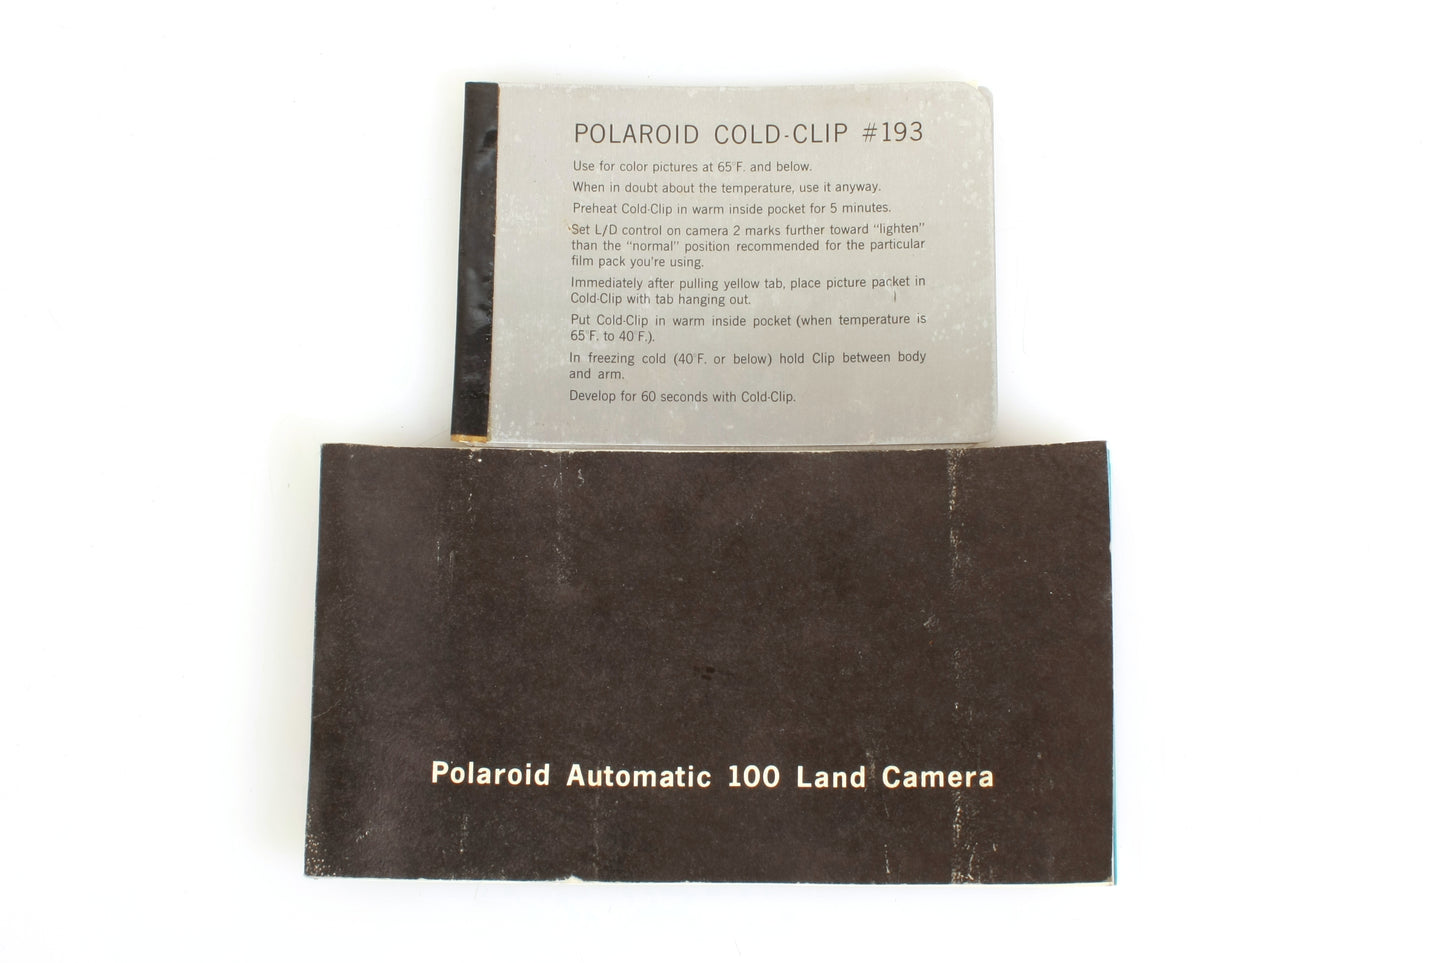 POLAROID COLD-CLIP #193
Use for color pictures at 65°F. and below.
When in doubt about the temperature, use it anyway.
Preheat Cold-Clip in warm inside pocket for 5 minutes.
Set L/D control on camera 2 marks further toward "lighten"
than the "normal" position recommended for the particular
film pack you're using.
Immediately after pulling yellow tab, place picture packet in
Cold-Clip with tab hanging out.
Put Cold-Clip in warm inside pocket (when temperature is
65°F. to 40°F.).
In freezing cold (40°F. or below) hold Clip between body
and arm.
Develop for 60 seconds with Cold-Clip.
Polaroid Automatic 100 Land Camera